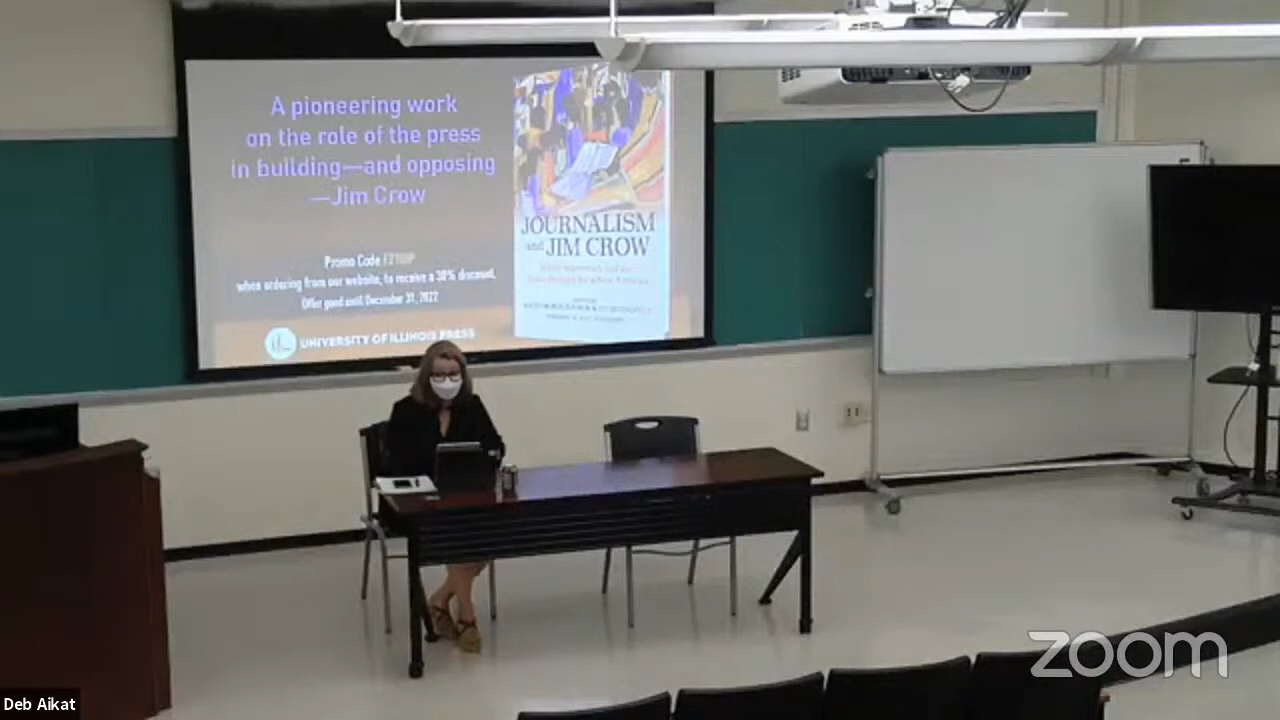 A pioneering work
on the role of the press
in building—and opposing
—Jim Crow
Promo Code
when ordering from our website, to receive a 30% discount.
Offer good until December 31, 2022
UNIVERSITY OF ILLINOIS PRESS
JOURNALISM
and JIM CROW
Deb Aikat
zoom